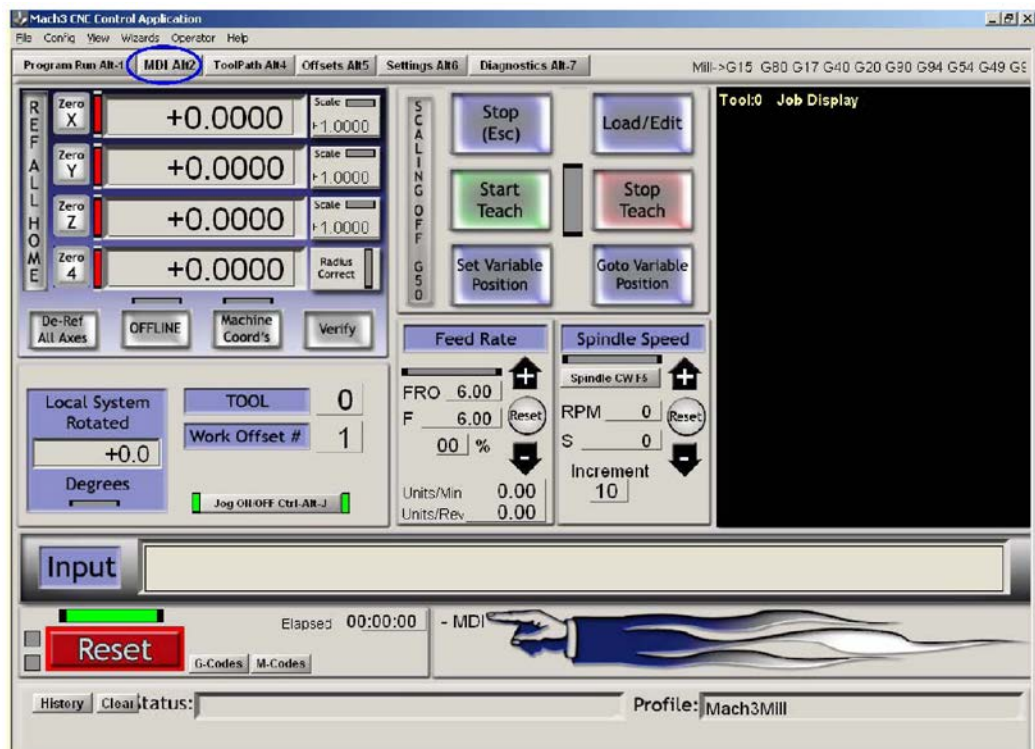 Mach3 CNC Control Application
File Config View Wizards Operator Help
Program Run Alt-1 MDI Alt2 ToolPath Alt4 Offsets Alt5 Settings Alt6 Diagnostics Alt-7 Mill->G15 G80 G17 G40 G20 G90 G94 G54 G49 G9
REF ALL HOME
Zero X +0.0000 Scale +1.0000
Zero Y +0.0000 Scale +1.0000
Zero Z +0.0000 Scale +1.0000
Zero 4 +0.0000 Radius Correct
De-Ref All Axes OFFLINE Machine Coord's Verify
SCALING OFF G50
Stop (Esc) Load/Edit
Start Teach Stop Teach
Set Variable Position Goto Variable Position
Tool:0 Job Display
Local System Rotated
+0.0
Degrees
TOOL 0
Work Offset # 1
Jog ON/OFF Ctrl-Alt-J
Feed Rate
FRO 6.00
F 6.00 Reset
00 %
Units/Min 0.00
Units/Rev 0.00
Spindle Speed
Spindle CW F5
RPM 0 Reset
S 0
Increment
10
Input
Reset
Elapsed 00:00:00
G-Codes M-Codes
- MDI
History Clear tatus: Profile: Mach3Mill